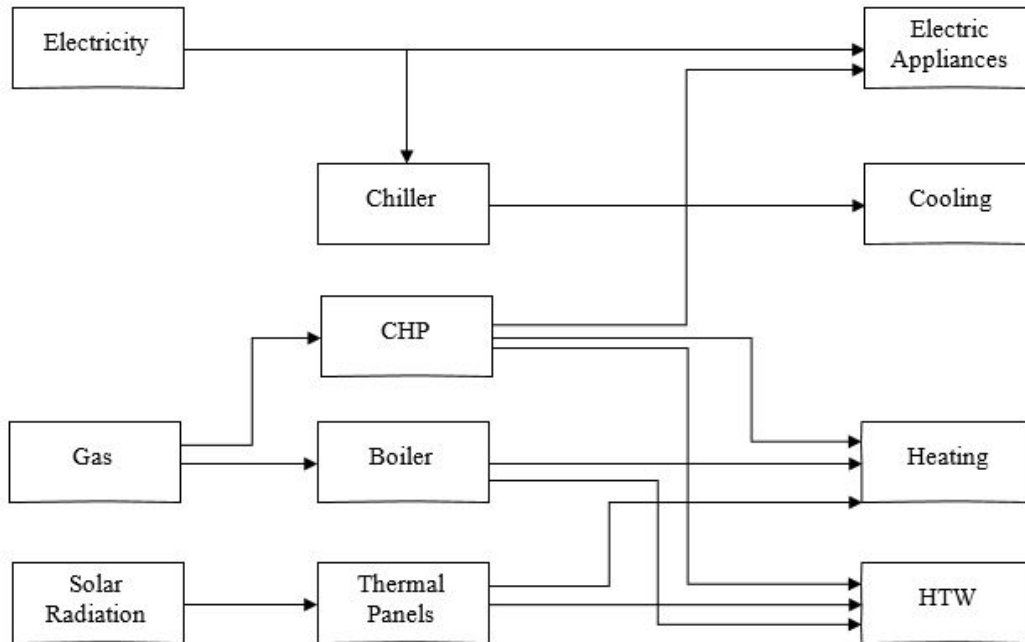 Electricity
Electric
Appliances
Chiller
Cooling
CHP
Gas
Boiler
Heating
Solar
Radiation
Thermal
Panels
HTW